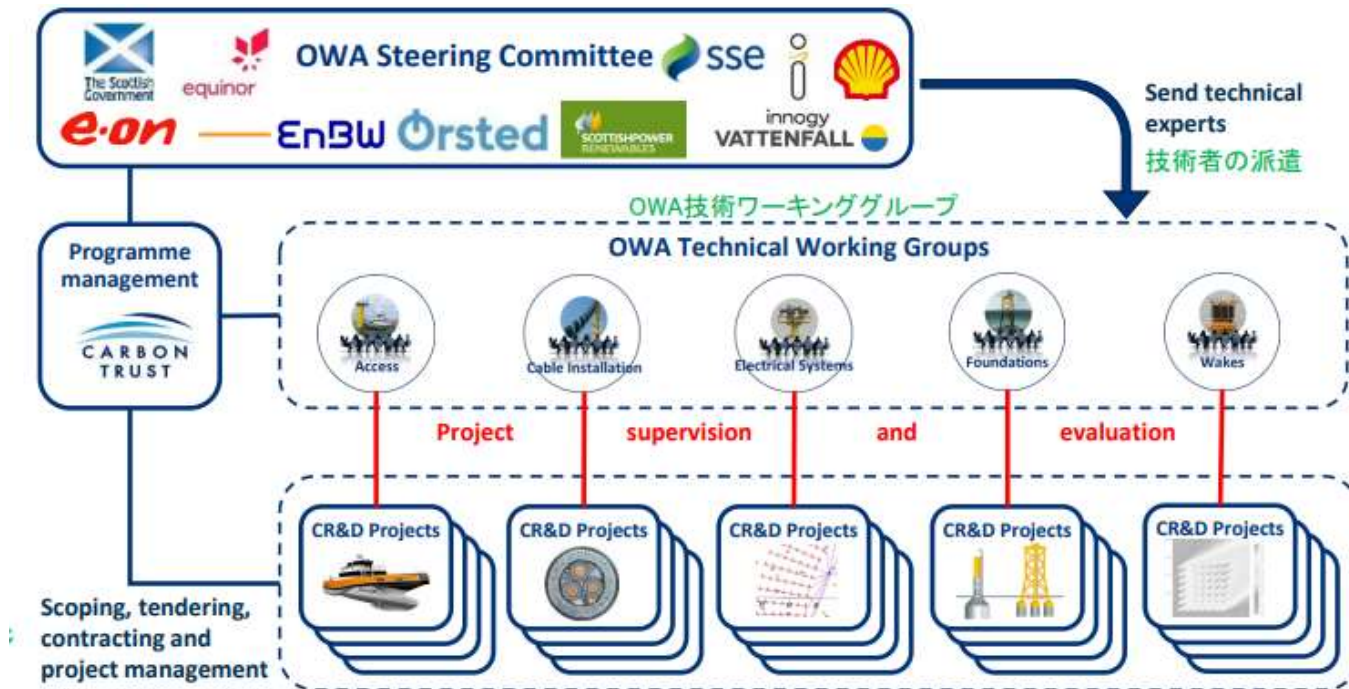 OWA Steering Committee
The Scottish
Government
equinor
sse
innogy
e·on
EnBW
Ørsted
SCOTTISHPOWER
RENEWABLES
VATTENFALL
Send technical
experts
技術者の派遣
OWA技術ワーキンググループ
OWA Technical Working Groups
Programme
management
CARBON
TRUST
Access
Cable Installation
Electrical Systems
Foundations
Wakes
Project supervision and evaluation
CR&D Projects
CR&D Projects
CR&D Projects
CR&D Projects
CR&D Projects
Scoping, tendering,
contracting and
project management